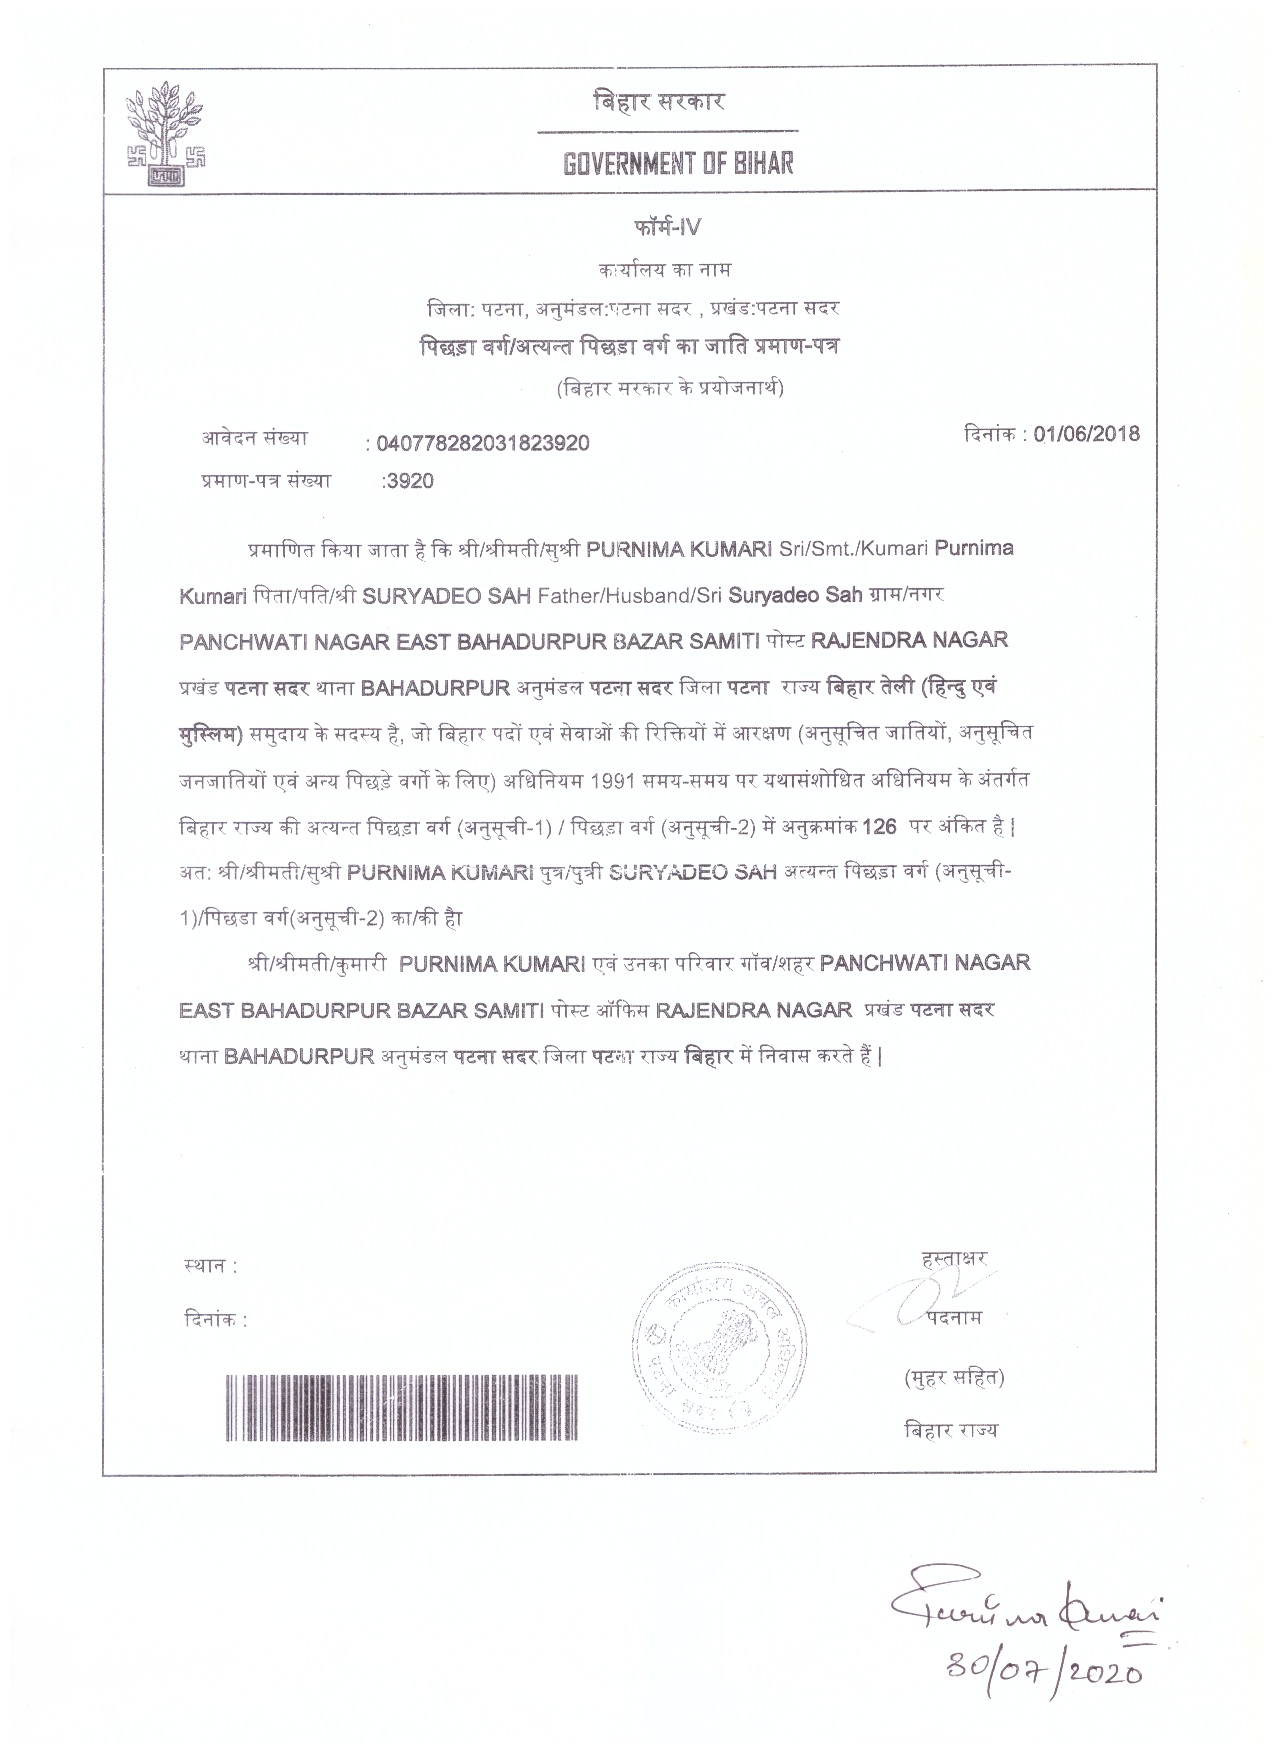 बिहार सरकार
GOVERNMENT OF BIHAR
फॉर्म-IV
कार्यालय का नाम
जिला: पटना, अनुमंडल:पटना सदर , प्रखंड:पटना सदर
पिछड़ा वर्ग/अत्यन्त पिछड़ा वर्ग का जाति प्रमाण-पत्र
(बिहार सरकार के प्रयोजनार्थ)
आवेदन संख्या : 040778282031823920 दिनांक : 01/06/2018
प्रमाण-पत्र संख्या :3920
प्रमाणित किया जाता है कि श्री/श्रीमती/सुश्री PURNIMA KUMARI Sri/Smt./Kumari Purnima
Kumari पिता/पति/श्री SURYADEO SAH Father/Husband/Sri Suryadeo Sah ग्राम/नगर
PANCHWATI NAGAR EAST BAHADURPUR BAZAR SAMITI पोस्ट RAJENDRA NAGAR
प्रखंड पटना सदर थाना BAHADURPUR अनुमंडल पटना सदर जिला पटना राज्य बिहार तेली (हिन्दु एवं
मुस्लिम) समुदाय के सदस्य है, जो बिहार पदों एवं सेवाओं की रिक्तियों में आरक्षण (अनुसूचित जातियों, अनुसूचित
जनजातियों एवं अन्य पिछड़े वर्गो के लिए) अधिनियम 1991 समय-समय पर यथासंशोधित अधिनियम के अंतर्गत
बिहार राज्य की अत्यन्त पिछड़ा वर्ग (अनुसूची-1) / पिछड़ा वर्ग (अनुसूची-2) में अनुक्रमांक 126 पर अंकित है |
अत: श्री/श्रीमती/सुश्री PURNIMA KUMARI पुत्र/पुत्री SURYADEO SAH अत्यन्त पिछड़ा वर्ग (अनुसूची-
1)/पिछड़ा वर्ग(अनुसूची-2) का/की है।
श्री/श्रीमती/कुमारी PURNIMA KUMARI एवं उनका परिवार गॉव/शहर PANCHWATI NAGAR
EAST BAHADURPUR BAZAR SAMITI पोस्ट ऑफिस RAJENDRA NAGAR प्रखंड पटना सदर
थाना BAHADURPUR अनुमंडल पटना सदर जिला पटना राज्य बिहार में निवास करते हैं |
स्थान :
हस्ताक्षर
दिनांक :
पदनाम
कार्यालय अंचल अधिकारी
पटना सदर
(मुहर सहित)
बिहार राज्य
Purnima Kumari
30/07/2020